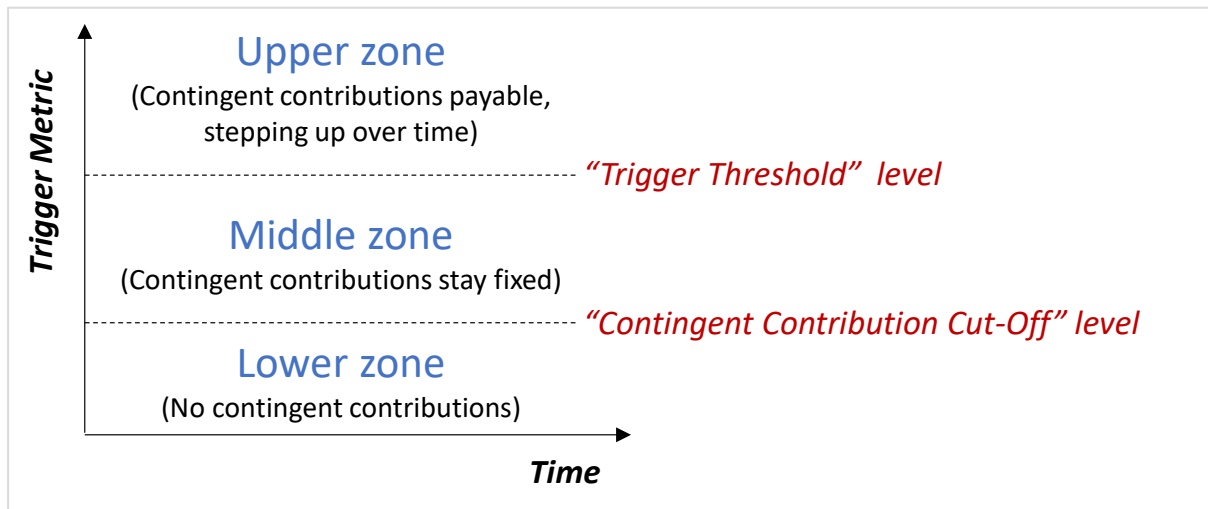 Trigger Metric
Upper zone
(Contingent contributions payable,
stepping up over time)
“Trigger Threshold”  level
Middle zone
(Contingent contributions stay fixed)
“Contingent Contribution Cut-Off” level
Lower zone
(No contingent contributions)
Time